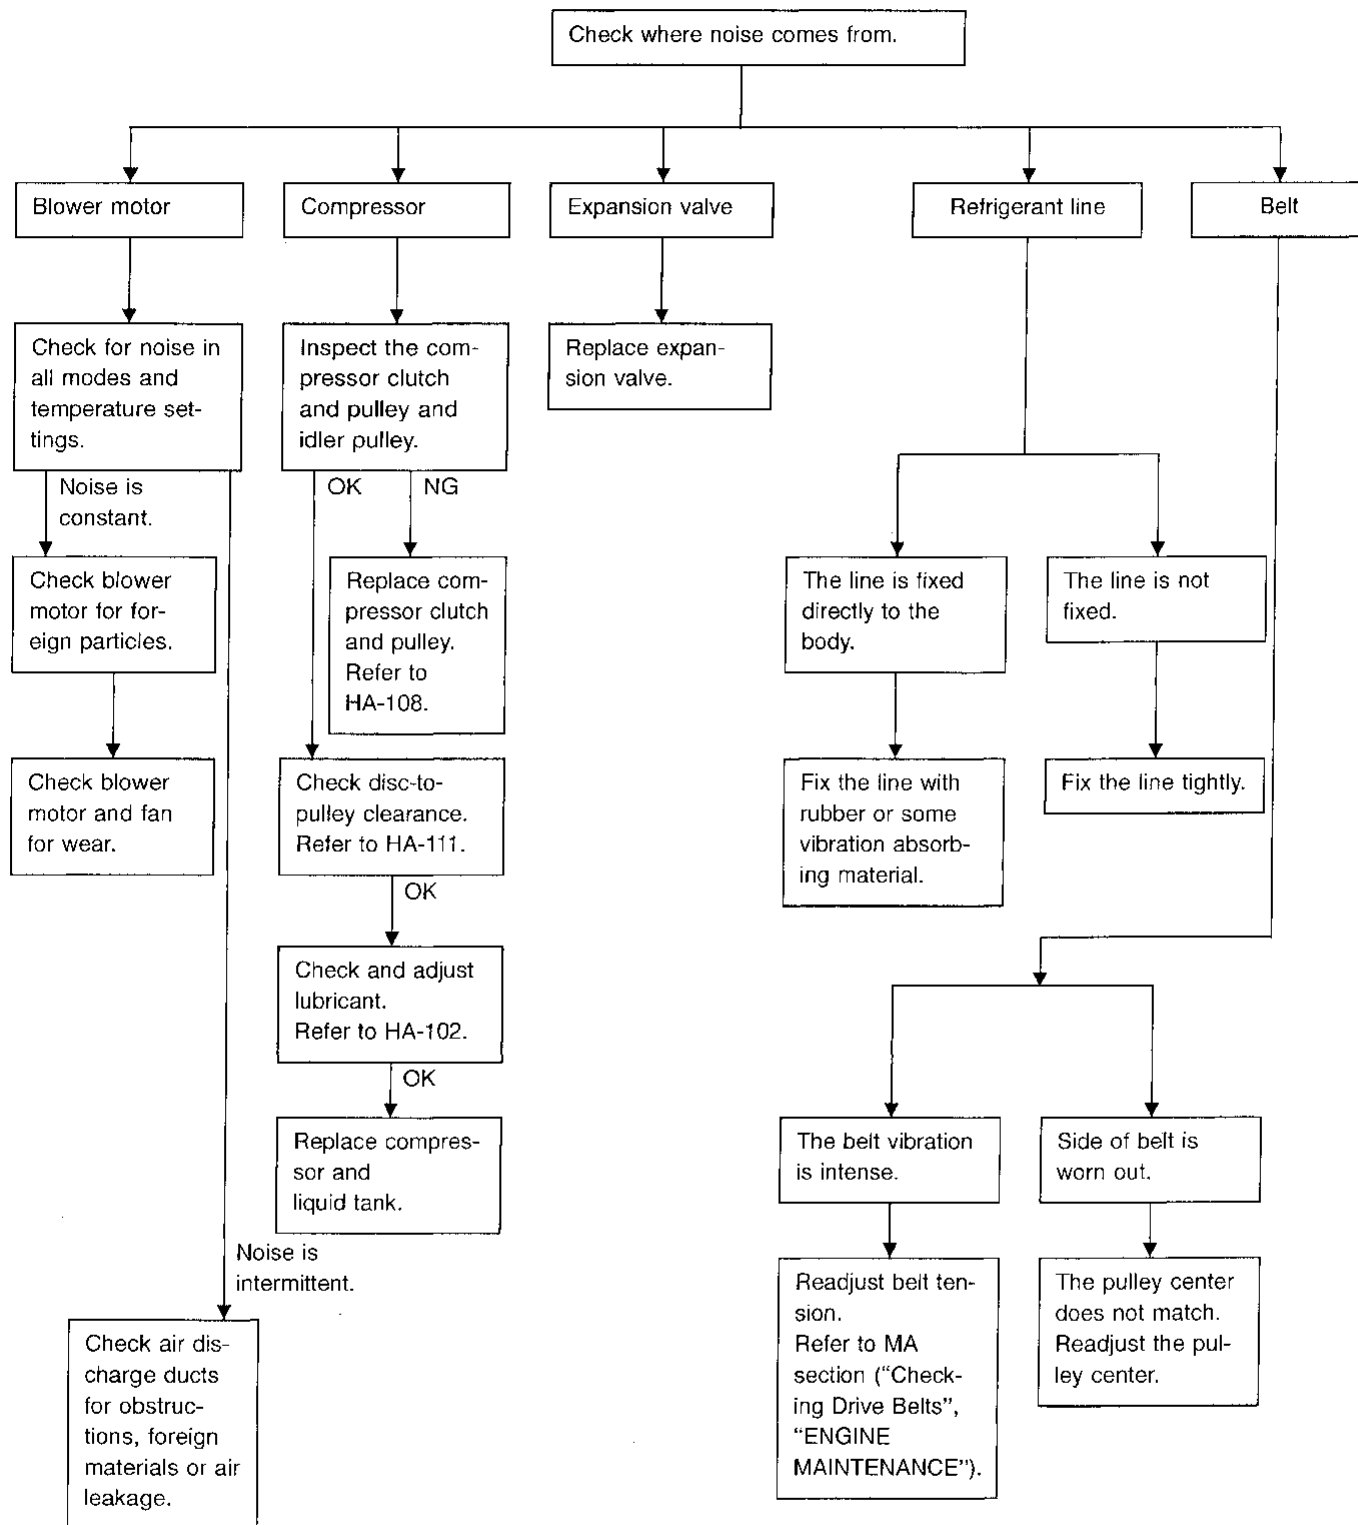 Check where noise comes from.
Blower motor
Compressor
Expansion valve
Refrigerant line
Belt
Check for noise in
all modes and
temperature set-
tings.
Inspect the com-
pressor clutch
and pulley and
idler pulley.
Replace expan-
sion valve.
Noise is
constant.
OK
NG
Check blower
motor for for-
eign particles.
Replace com-
pressor clutch
and pulley.
Refer to
HA-108.
The line is fixed
directly to the
body.
The line is not
fixed.
Check blower
motor and fan
for wear.
Check disc-to-
pulley clearance.
Refer to HA-111.
Fix the line with
rubber or some
vibration absorb-
ing material.
Fix the line tightly.
OK
Check and adjust
lubricant.
Refer to HA-102.
OK
Replace compres-
sor and
liquid tank.
The belt vibration
is intense.
Side of belt is
worn out.
Noise is
intermittent.
Readjust belt ten-
sion.
Refer to MA
section (“Check-
ing Drive Belts”,
“ENGINE
MAINTENANCE”).
The pulley center
does not match.
Readjust the pul-
ley center.
Check air dis-
charge ducts
for obstruc-
tions, foreign
materials or air
leakage.